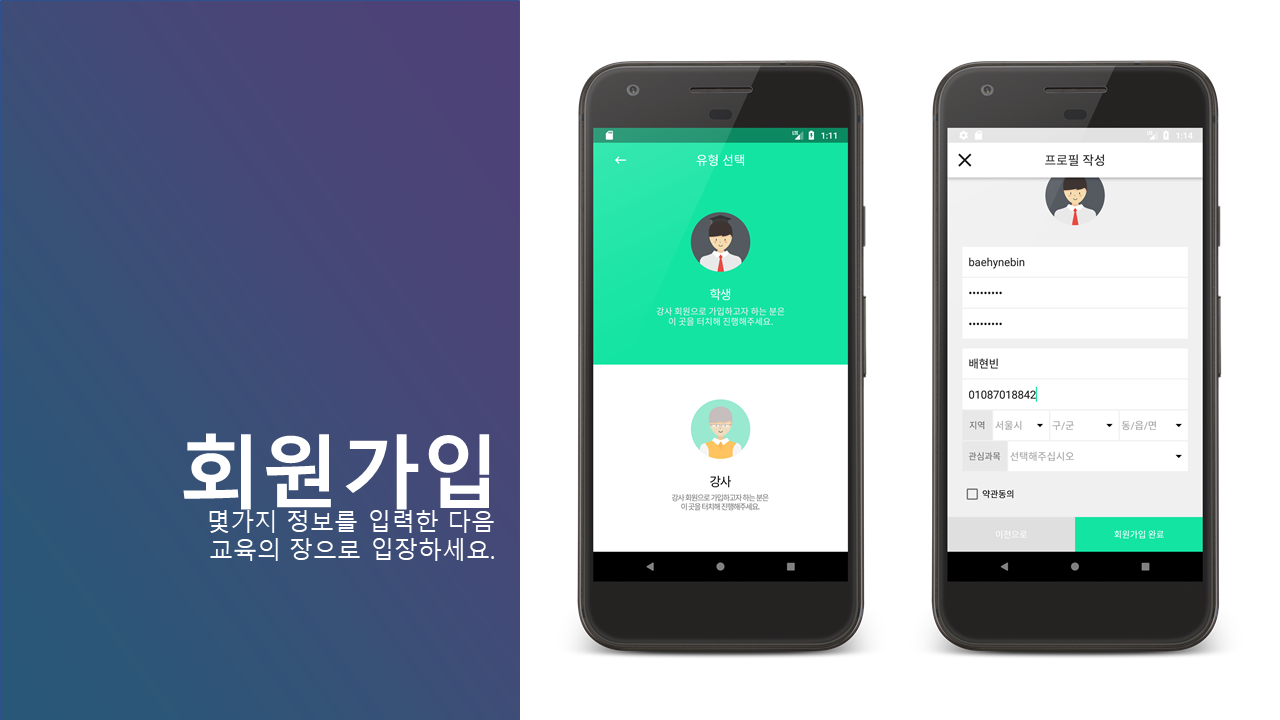 회원가입
몇가지 정보를 입력한 다음
교육의 장으로 입장하세요.
1:11
유형 선택
학생
강사 회원으로 가입하고자 하는 분은
이 곳을 터치해 진행해주세요.
강사
강사 회원으로 가입하고자 하는 분은
이 곳을 터치해 진행해주세요.
1:14
프로필 작성
baehynebin
•••••••••
•••••••••
배현빈
01087018842
지역 서울시 구/군 동/읍/면
관심과목 선택해주십시오
약관동의
이전으로 회원가입 완료